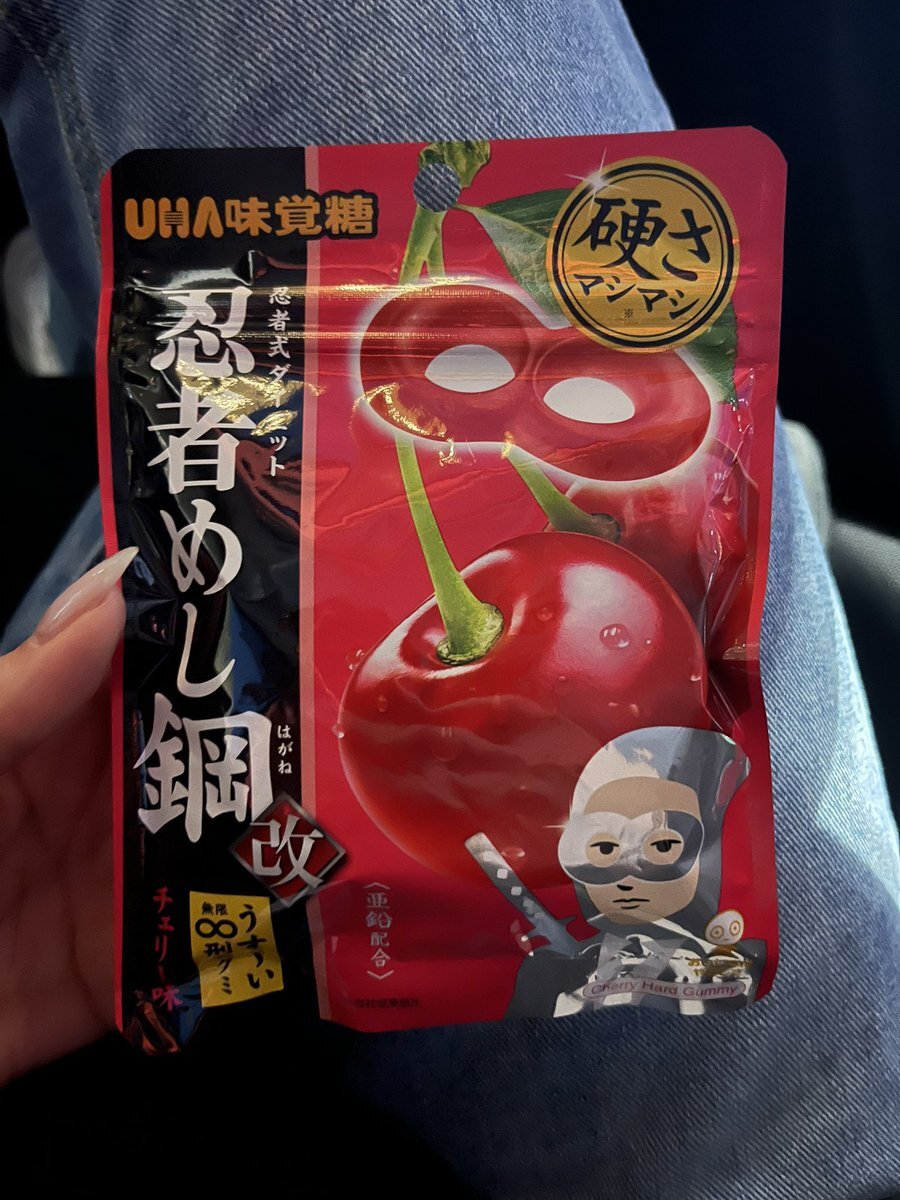 UHA味覚糖
硬さ
マシマシ
※
忍者式ダイエット
忍者めし鋼
はがね
改
チェリー味
うす〜い
無限
∞型グミ
〈亜鉛配合〉
Cherry Hard Gummy